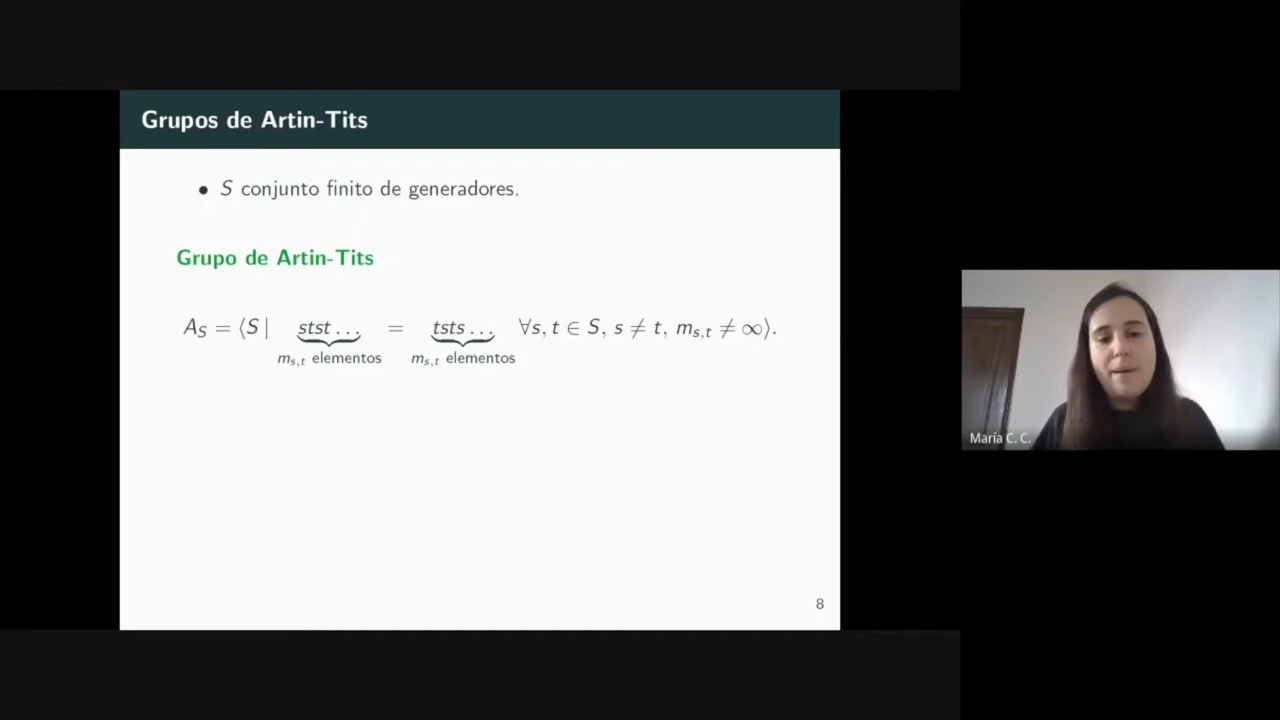 Grupos de Artin-Tits
• S conjunto finito de generadores.
Grupo de Artin-Tits
A_S = ⟨S | stst . . . = tsts . . . ∀s, t ∈ S, s ≠ t, m_{s,t} ≠ ∞⟩.
m_{s,t} elementos m_{s,t} elementos
8
María C. C.